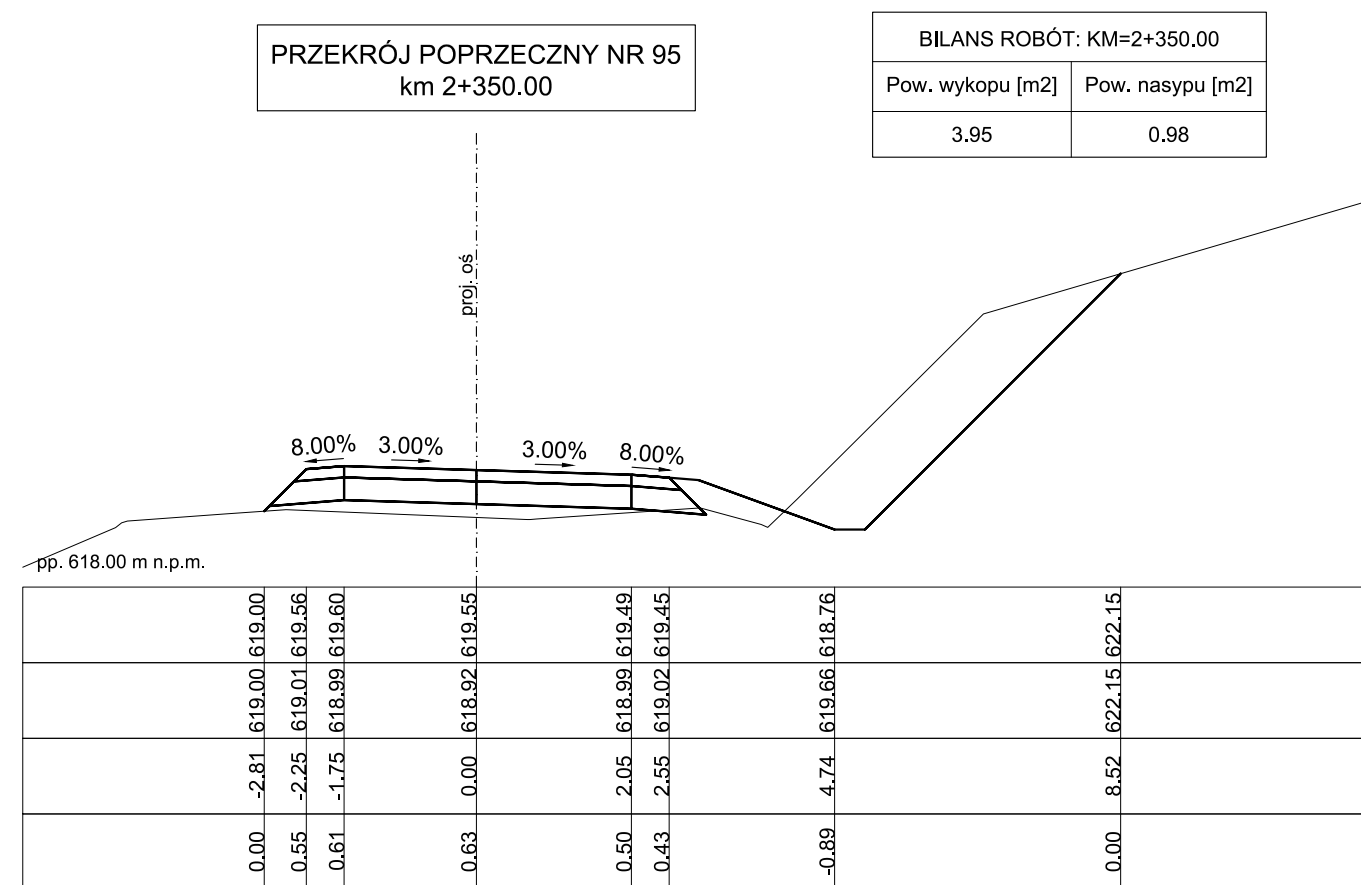 PRZEKRÓJ POPRZECZNY NR 95
km 2+350.00
BILANS ROBÓT: KM=2+350.00
Pow. wykopu [m2] Pow. nasypu [m2]
3.95 0.98
proj. oś
8.00% 3.00% 3.00% 8.00%
pp. 618.00 m n.p.m.
619.00 619.56 619.60 619.55 619.49 619.45 618.76 622.15
619.00 619.01 618.99 618.92 618.99 619.02 619.66 622.15
-2.81 -2.25 -1.75 0.00 2.05 2.55 4.74 8.52
0.00 0.55 0.61 0.63 0.50 0.43 -0.89 0.00